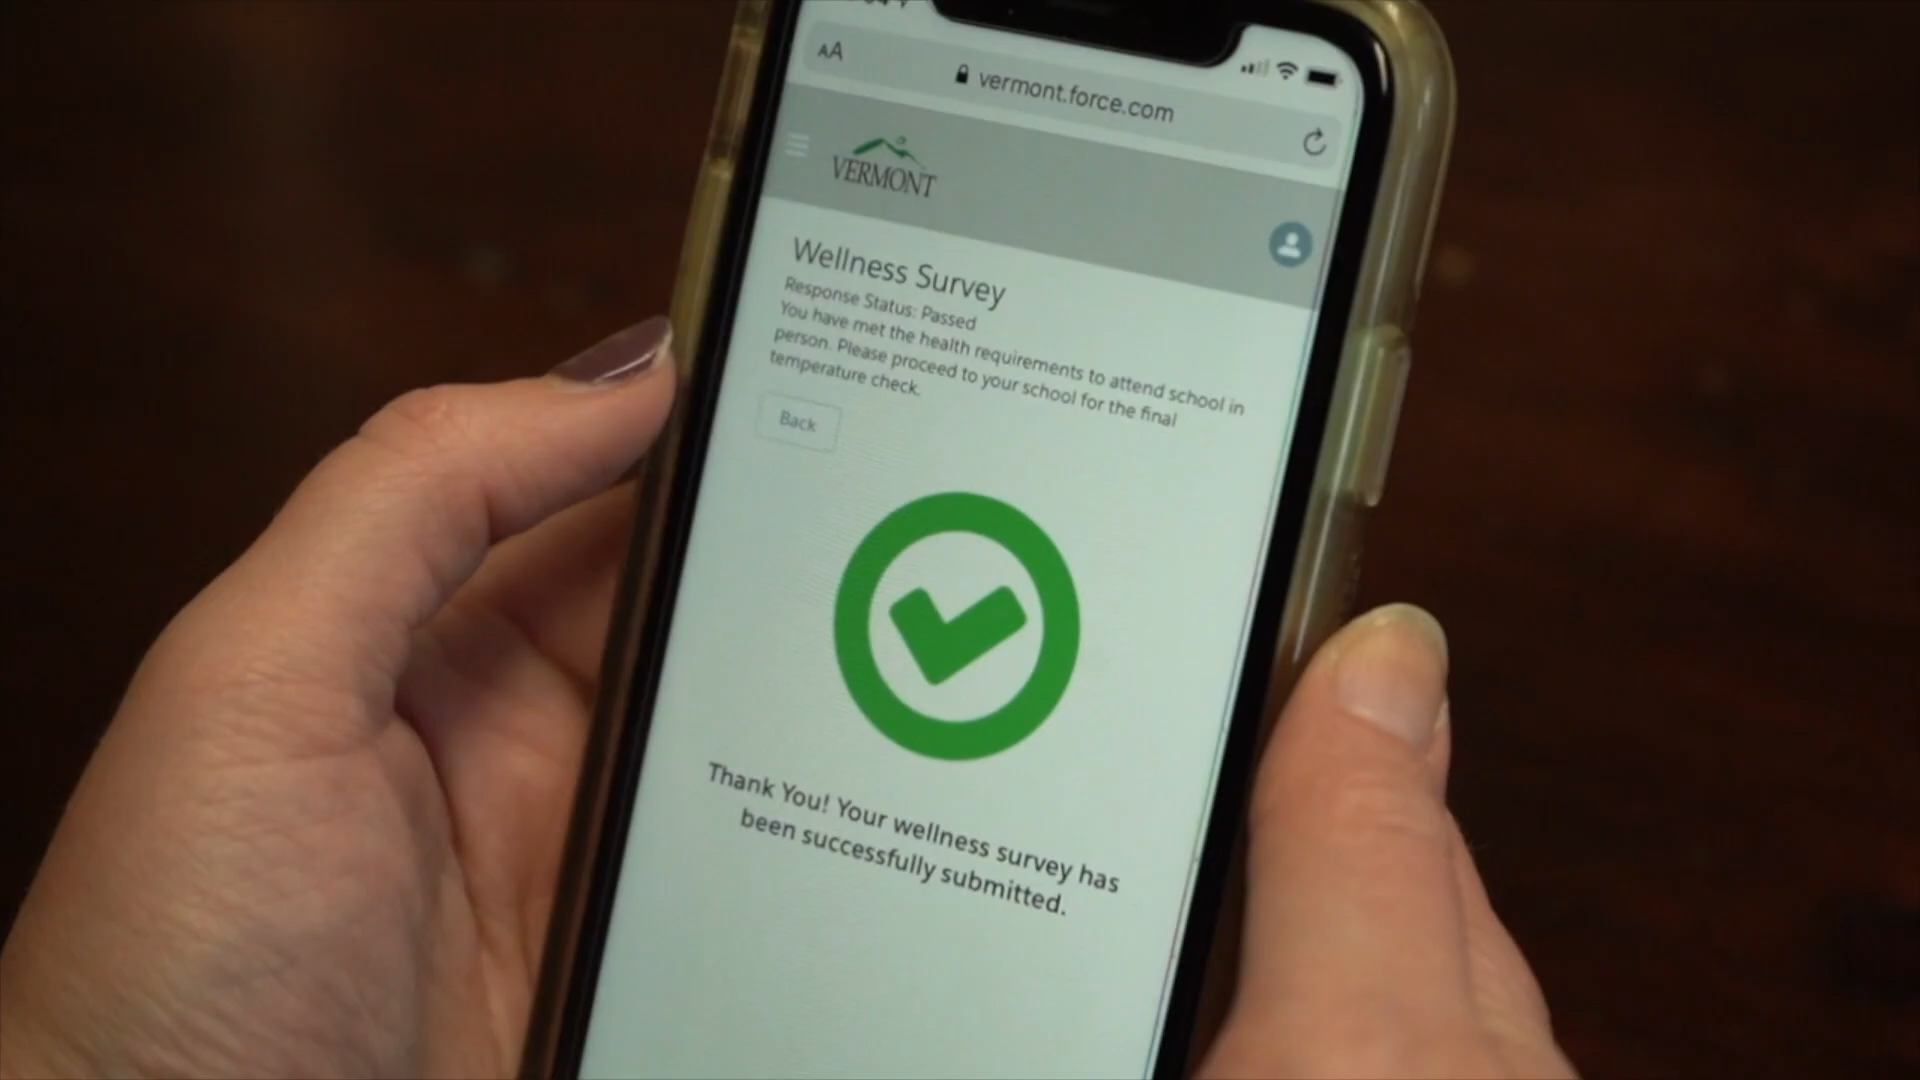 AA
vermont.force.com
VERMONT
Wellness Survey
Response Status: Passed
You have met the health requirements to attend school in
person. Please proceed to your school for the final
temperature check.
Back
Thank You! Your wellness survey has
been successfully submitted.